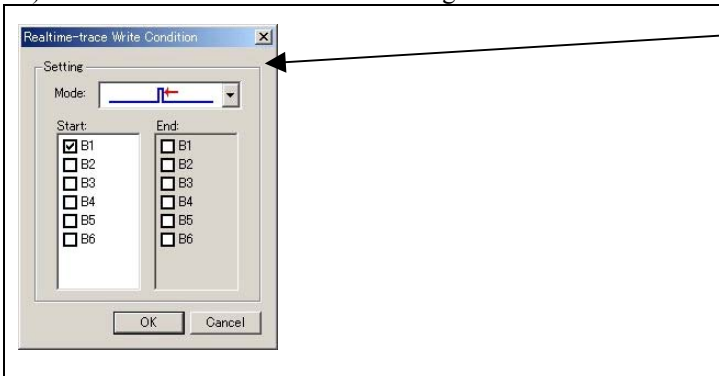 Realtime-trace Write Condition
Setting
Mode:
Start: End:
B1 B1
B2 B2
B3 B3
B4 B4
B5 B5
B6 B6
OK Cancel